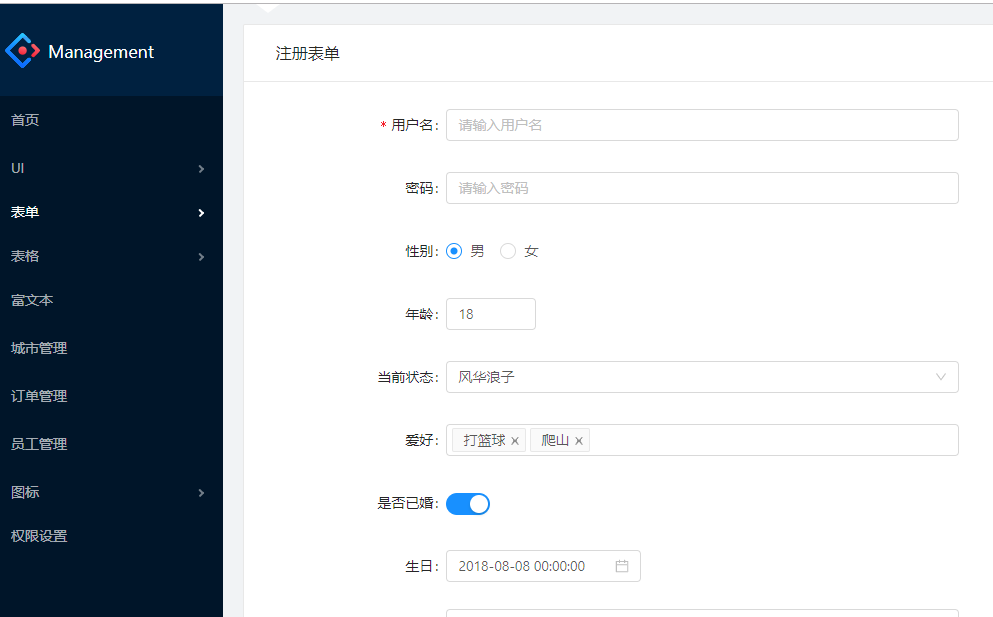 Management
首页
UI
表单
表格
富文本
城市管理
订单管理
员工管理
图标
权限设置
注册表单
* 用户名: 请输入用户名
密码: 请输入密码
性别: 男 女
年龄: 18
当前状态: 风华浪子
爱好: 打篮球 × 爬山 ×
是否已婚:
生日: 2018-08-08 00:00:00